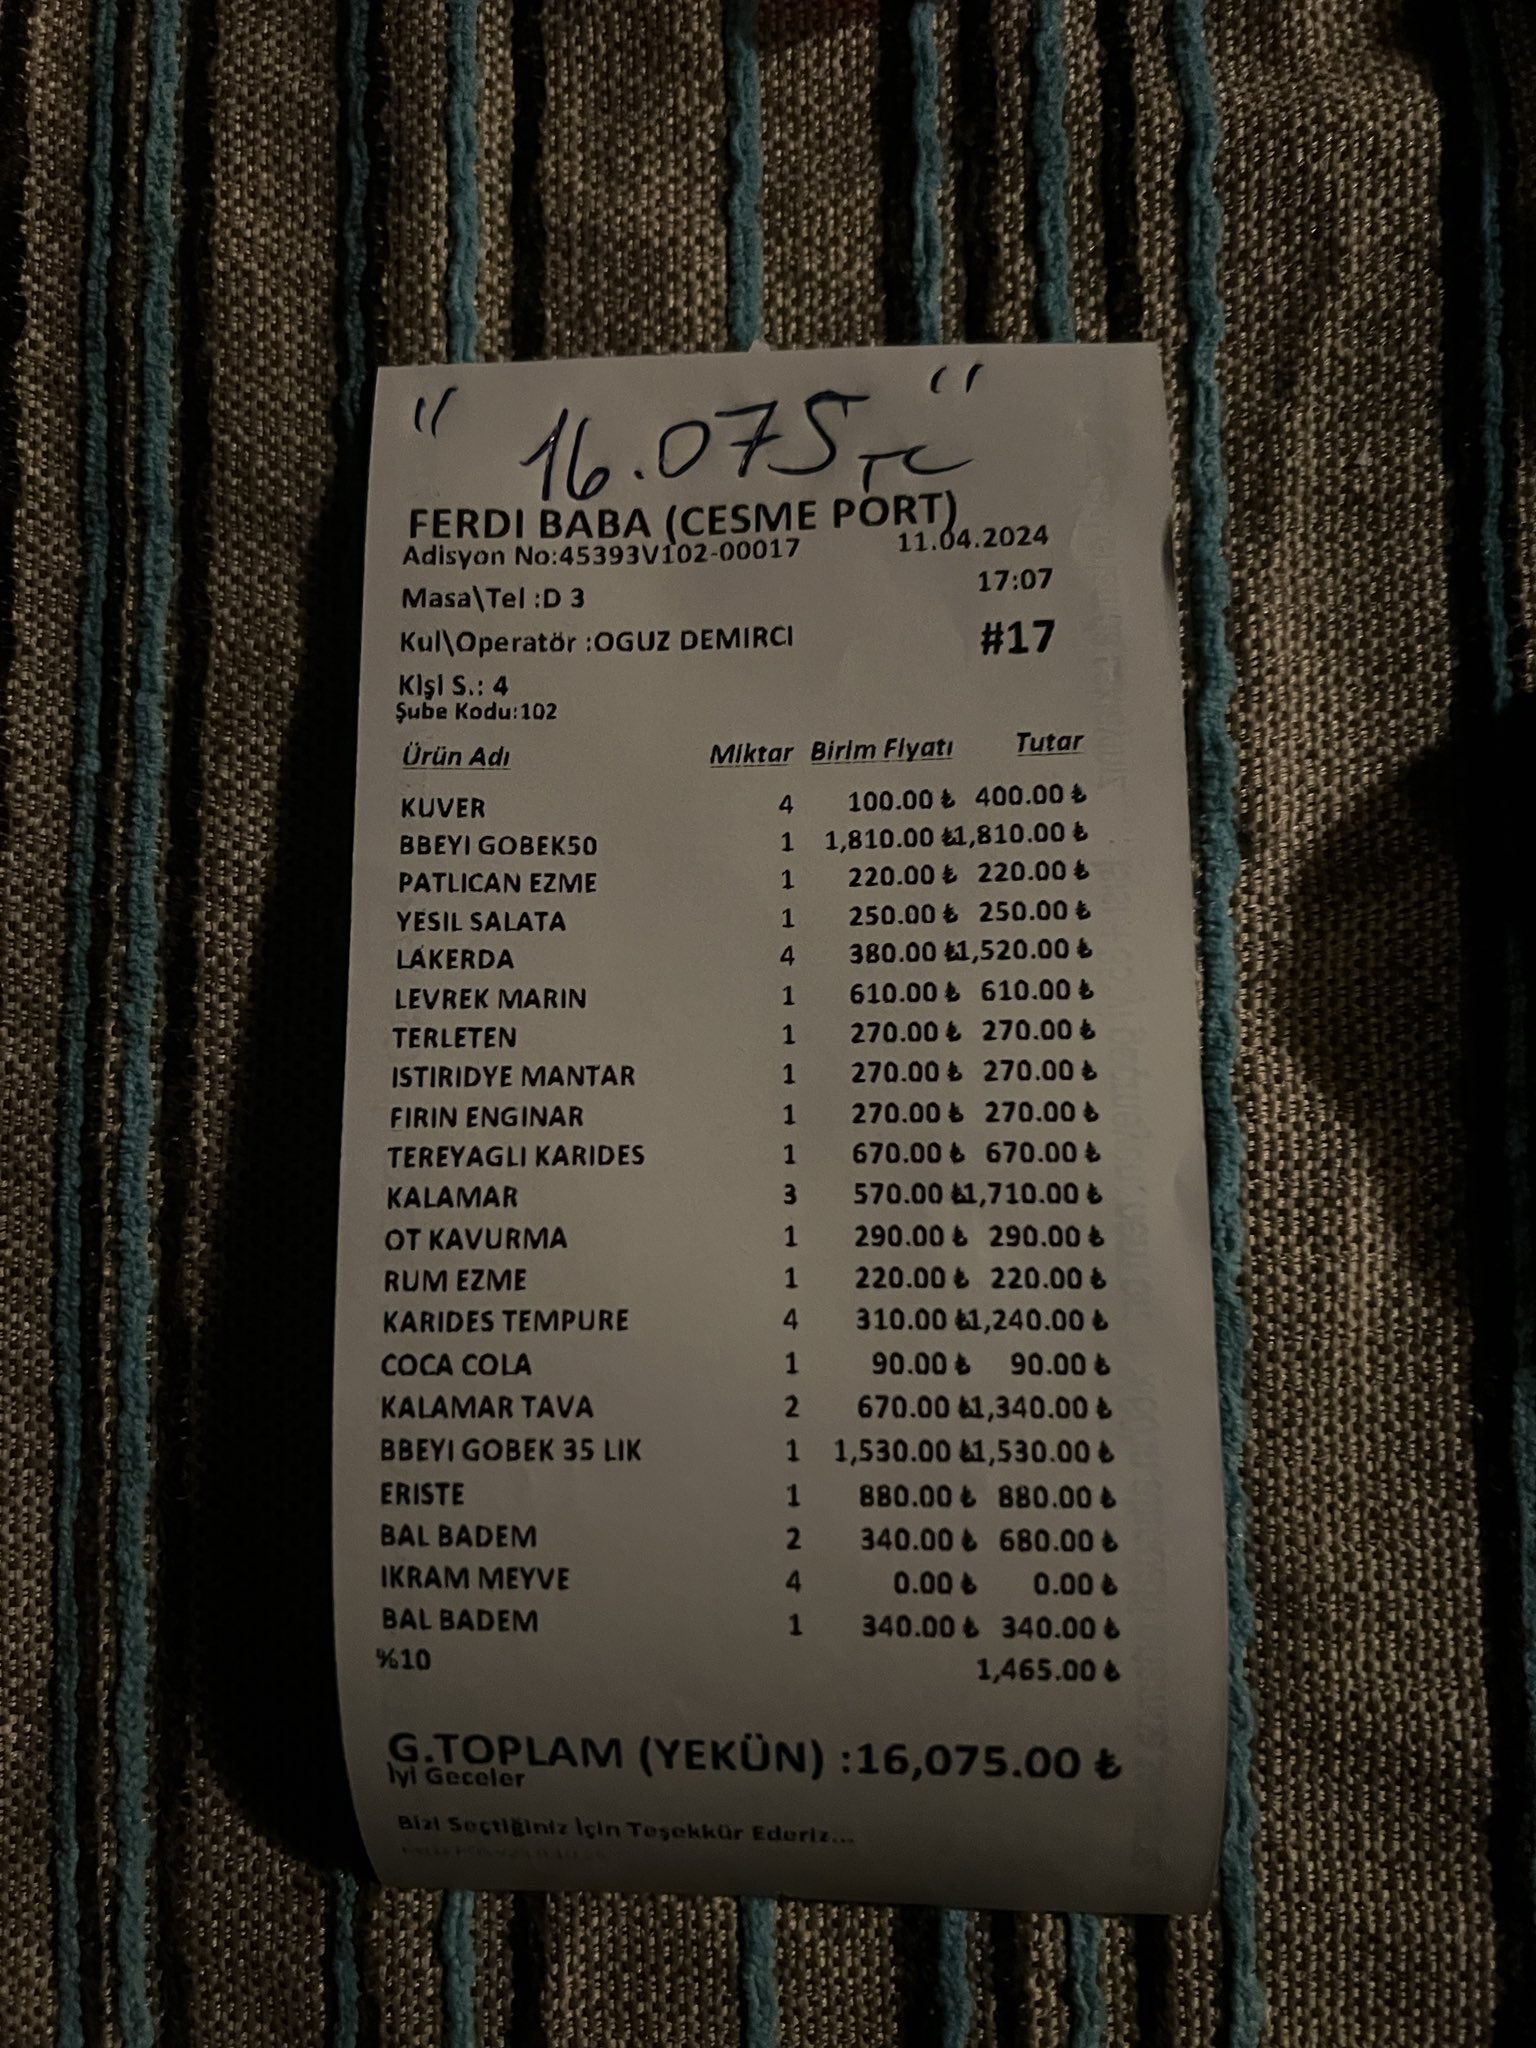 " 16.075 TL "
FERDI BABA (CESME PORT)
Adisyon No:45393V102-00017 11.04.2024
17:07
Masa\Tel :D 3
Kul\Operatör :OGUZ DEMIRCI #17
Kişi S.: 4
Şube Kodu:102
Ürün Adı Miktar Birim Fiyatı Tutar
KUVER 4 100.00 ₺ 400.00 ₺
BBEYI GOBEK50 1 1,810.00 ₺1,810.00 ₺
PATLICAN EZME 1 220.00 ₺ 220.00 ₺
YESIL SALATA 1 250.00 ₺ 250.00 ₺
LAKERDA 4 380.00 ₺1,520.00 ₺
LEVREK MARIN 1 610.00 ₺ 610.00 ₺
TERLETEN 1 270.00 ₺ 270.00 ₺
ISTIRIDYE MANTAR 1 270.00 ₺ 270.00 ₺
FIRIN ENGINAR 1 270.00 ₺ 270.00 ₺
TEREYAGLI KARIDES 1 670.00 ₺ 670.00 ₺
KALAMAR 3 570.00 ₺1,710.00 ₺
OT KAVURMA 1 290.00 ₺ 290.00 ₺
RUM EZME 1 220.00 ₺ 220.00 ₺
KARIDES TEMPURE 4 310.00 ₺1,240.00 ₺
COCA COLA 1 90.00 ₺ 90.00 ₺
KALAMAR TAVA 2 670.00 ₺1,340.00 ₺
BBEYI GOBEK 35 LIK 1 1,530.00 ₺1,530.00 ₺
ERISTE 1 880.00 ₺ 880.00 ₺
BAL BADEM 2 340.00 ₺ 680.00 ₺
IKRAM MEYVE 4 0.00 ₺ 0.00 ₺
BAL BADEM 1 340.00 ₺ 340.00 ₺
%10 1,465.00 ₺
G.TOPLAM (YEKÜN) :16,075.00 ₺
İyi Geceler
Bizi Seçtiğiniz İçin Teşekkür Ederiz...